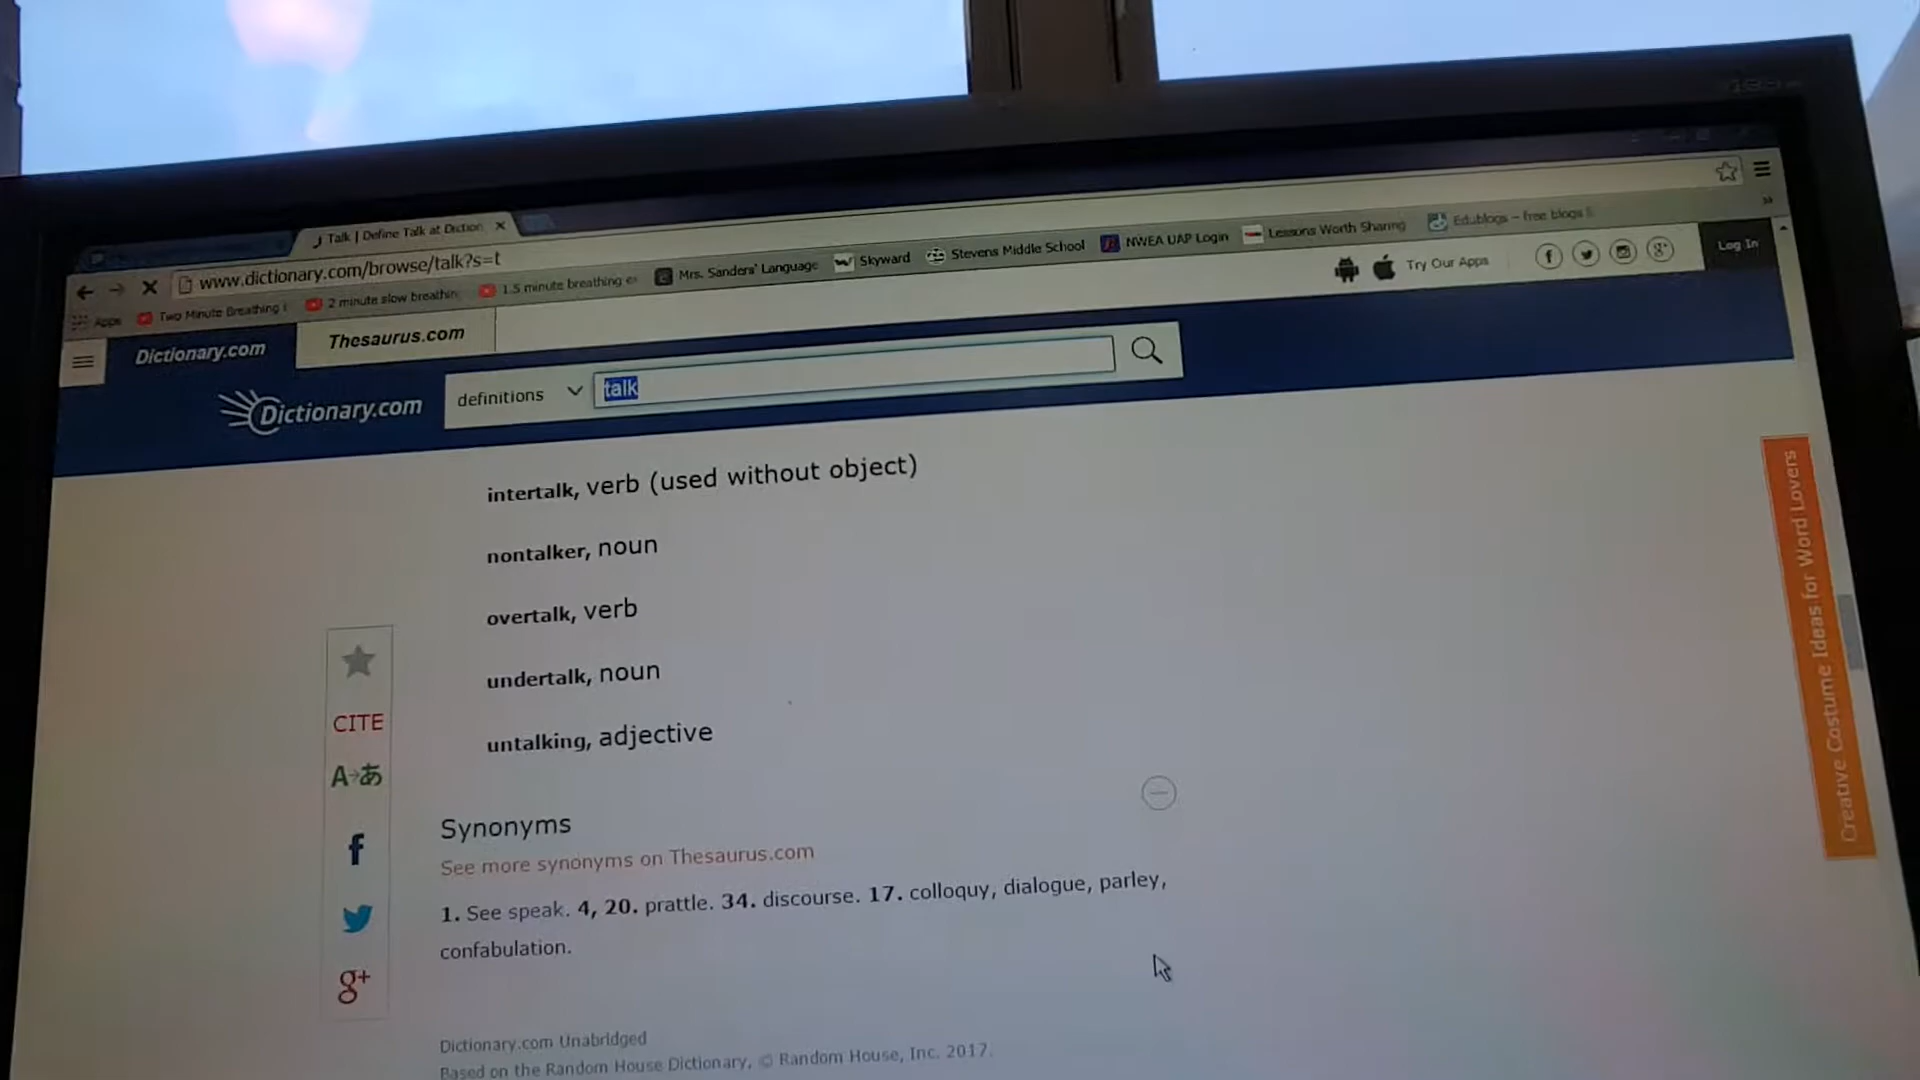 Talk | Define Talk at Diction
www.dictionary.com/browse/talk?s=t
Apps
Two Minute Breathing
2 minute slow breathin
1.5 minute breathing ex
Mrs. Sanders' Language
Skyward
Stevens Middle School
NWEA UAP Login
Lessons Worth Sharing
Edublogs – free blogs
Dictionary.com
Thesaurus.com
Try Our Apps
Log In
Dictionary.com
definitions
talk
intertalk, verb (used without object)
nontalker, noun
overtalk, verb
undertalk, noun
untalking, adjective
CITE
A→あ
f
g+
Synonyms
See more synonyms on Thesaurus.com
1. See speak. 4, 20. prattle. 34. discourse. 17. colloquy, dialogue, parley,
confabulation.
Dictionary.com Unabridged
Based on the Random House Dictionary, © Random House, Inc. 2017.
Creative Costume Ideas for Word Lovers